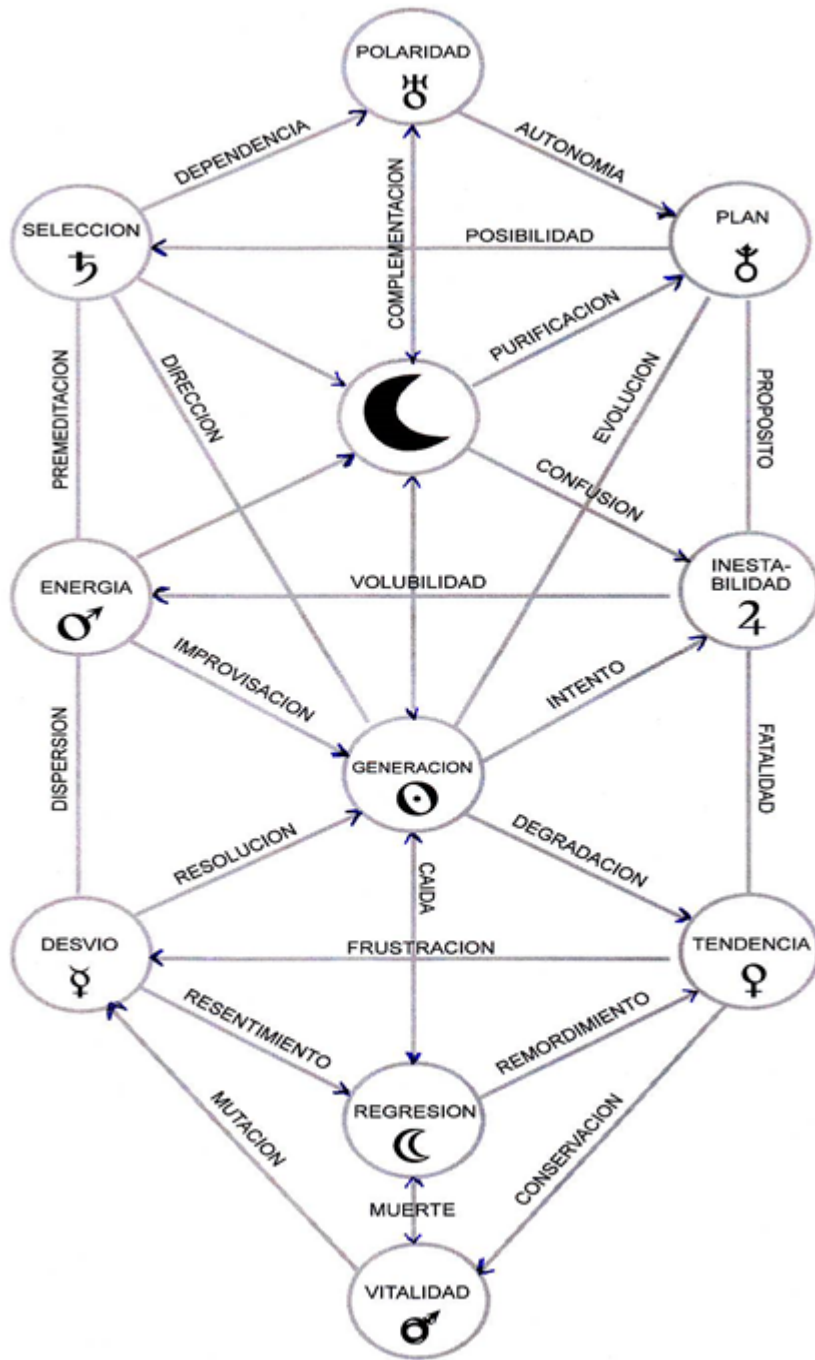 POLARIDAD
DEPENDENCIA
AUTONOMIA
SELECCION
COMPLEMENTACION
POSIBILIDAD
PLAN
PURIFICACION
DIRECCION
EVOLUCION
PREMEDITACION
PROPOSITO
CONFUSION
ENERGIA
VOLUBILIDAD
INESTA-
BILIDAD
IMPROVISACION
INTENTO
DISPERSION
GENERACION
FATALIDAD
RESOLUCION
CAIDA
DEGRADACION
DESVIO
FRUSTRACION
TENDENCIA
RESENTIMIENTO
REMORDIMIENTO
MUTACION
REGRESION
CONSERVACION
MUERTE
VITALIDAD